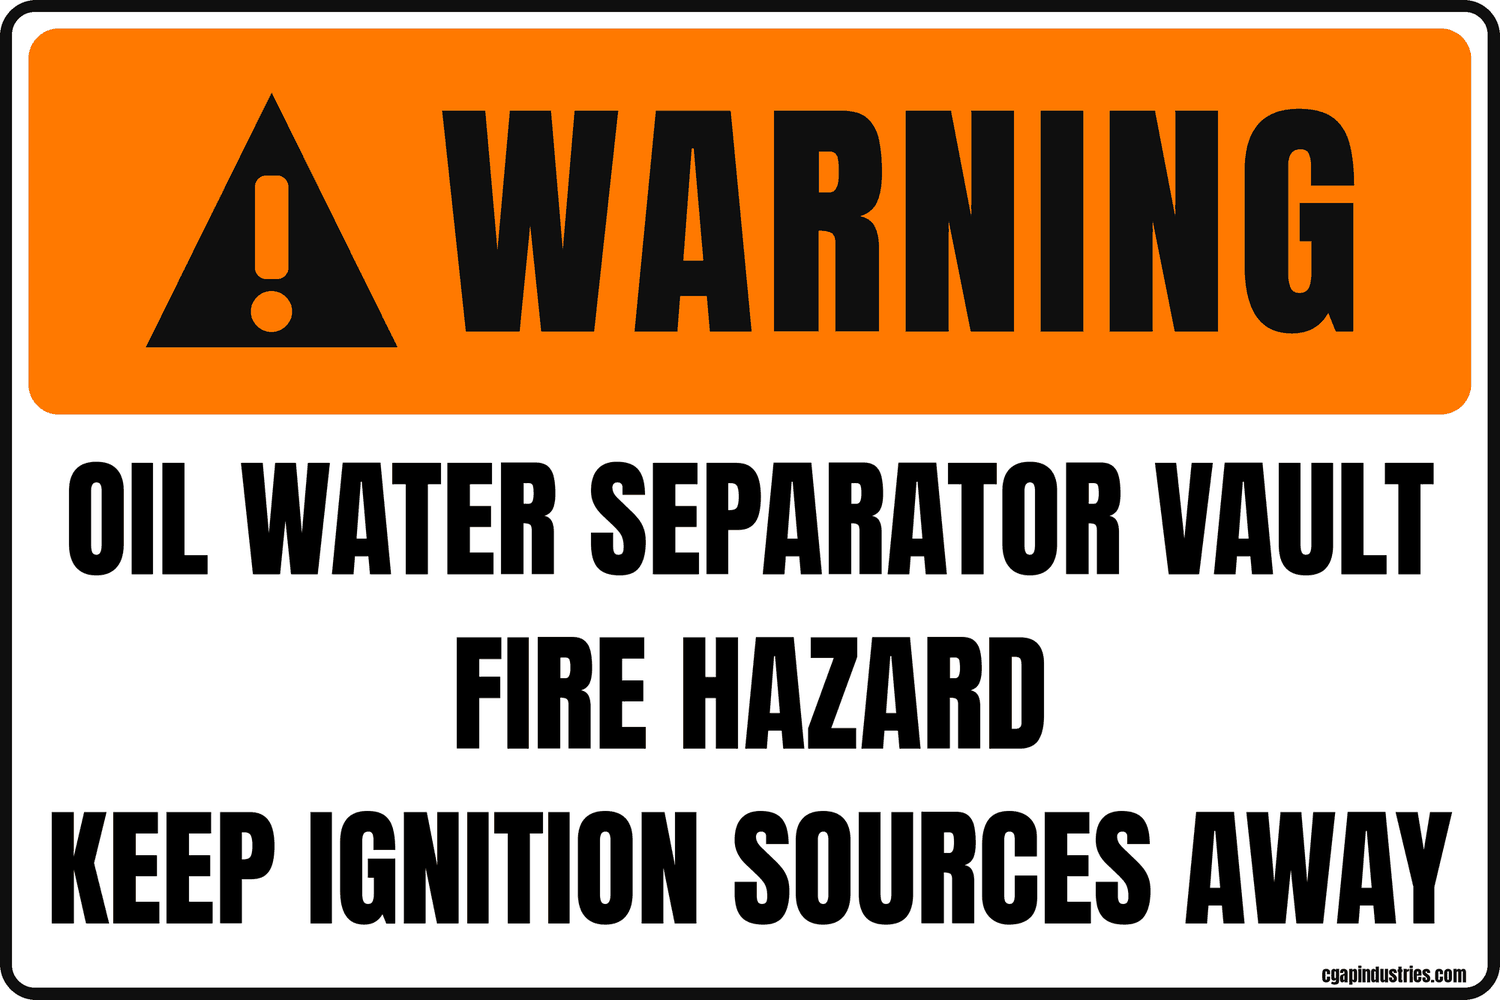 WARNING
OIL WATER SEPARATOR VAULT
FIRE HAZARD
KEEP IGNITION SOURCES AWAY
cgapindustries.com